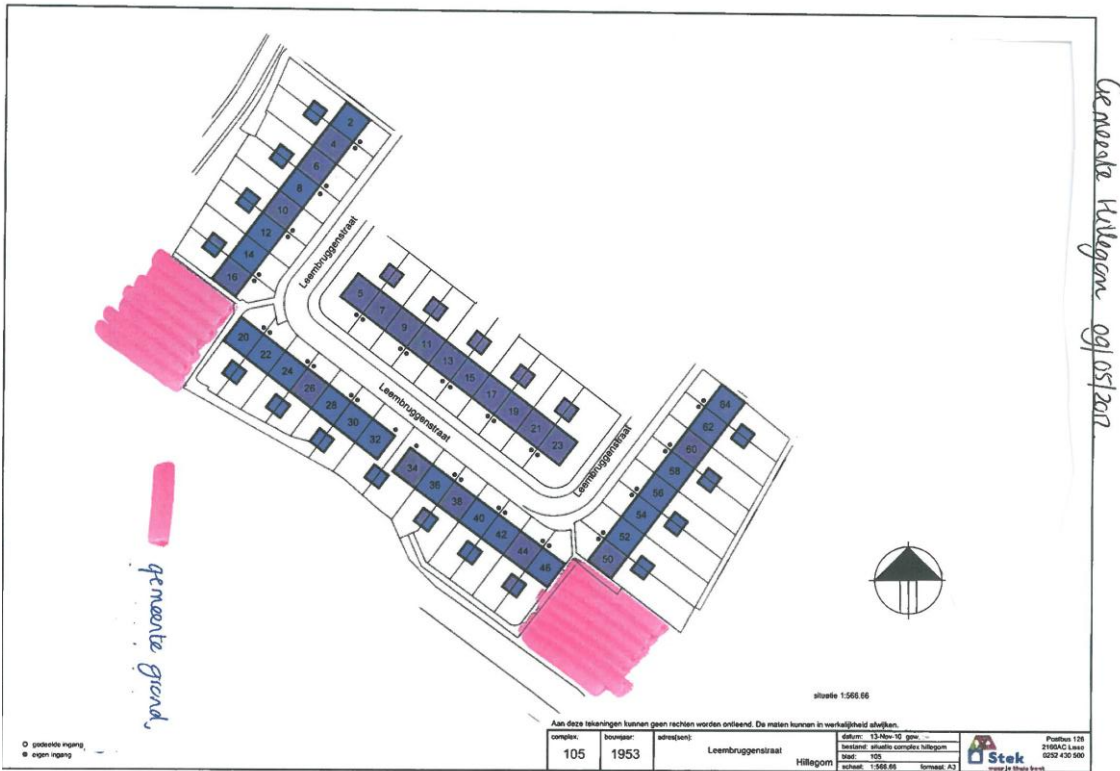 2
4
6
8
10
12
14
16
Leembruggenstraat
5
7
9
11
13
15
17
19
21
23
20
22
24
26
28
30
32
Leembruggenstraat
34
36
38
40
42
44
46
Leembruggenstraat
64
62
60
58
56
54
52
50
gemeente grond,
Gemeente Hillegom 09/05/2017.
situatie 1:566.66
Aan deze tekeningen kunnen geen rechten worden ontleend. De maten kunnen in werkelijkheid afwijken.
gedeelde ingang
eigen ingang
complex.
105
bouwjaar:
1953
adres(sen):
Leembruggenstraat
Hillegom
datum: 13-Nov-10 gew. --
bestand: situatie complex hillegom
blad: 105
schaal: 1:566.66 formaat: A3
Stek
Postbus 128
2160AC Lisse
0252 430 500